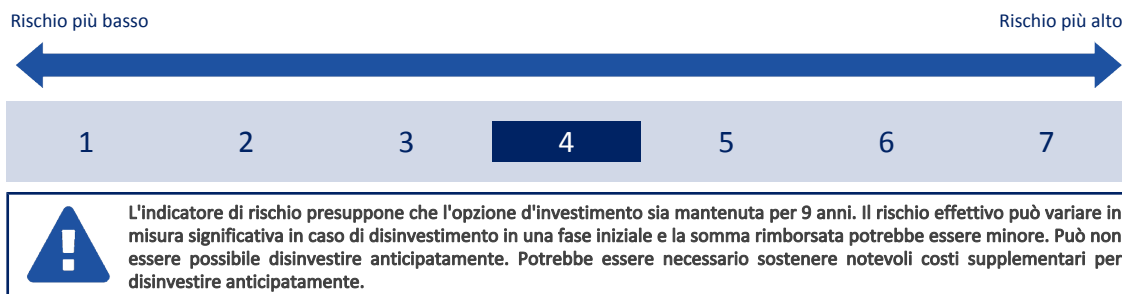 Rischio più basso Rischio più alto
1 2 3 4 5 6 7
L'indicatore di rischio presuppone che l'opzione d'investimento sia mantenuta per 9 anni. Il rischio effettivo può variare in
misura significativa in caso di disinvestimento in una fase iniziale e la somma rimborsata potrebbe essere minore. Può non
essere possibile disinvestire anticipatamente. Potrebbe essere necessario sostenere notevoli costi supplementari per
disinvestire anticipatamente.